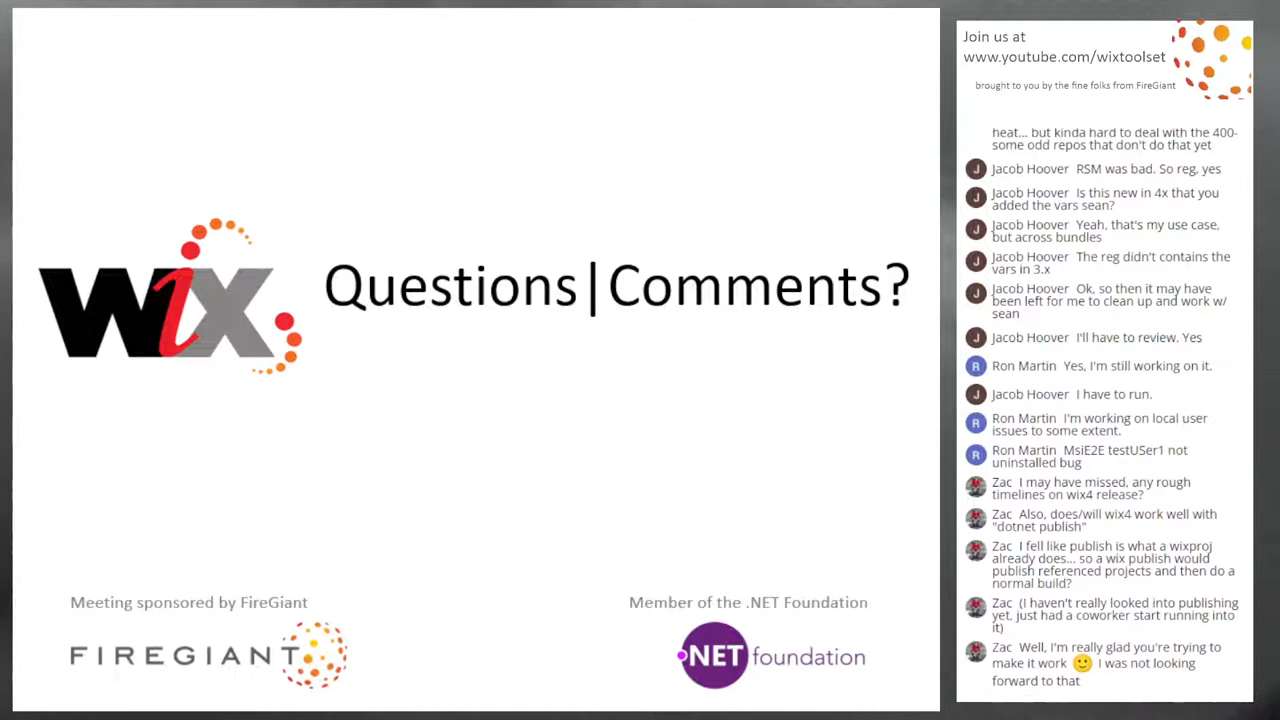 Join us at
www.youtube.com/wixtoolset
brought to you by the fine folks from FireGiant
WiX
Questions|Comments?
Meeting sponsored by FireGiant
FIREGIANT
Member of the .NET Foundation
.NET foundation
heat... but kinda hard to deal with the 400-
some odd repos that don't do that yet
J Jacob Hoover RSM was bad. So reg, yes
J Jacob Hoover Is this new in 4x that you
added the vars sean?
J Jacob Hoover Yeah, that's my use case,
but across bundles
J Jacob Hoover The reg didn't contains the
vars in 3.x
J Jacob Hoover Ok, so then it may have
been left for me to clean up and work w/
sean
J Jacob Hoover I'll have to review. Yes
R Ron Martin Yes, I'm still working on it.
J Jacob Hoover I have to run.
R Ron Martin I'm working on local user
issues to some extent.
R Ron Martin MsiE2E testUSer1 not
uninstalled bug
Zac I may have missed, any rough
timelines on wix4 release?
Zac Also, does/will wix4 work well with
"dotnet publish"
Zac I fell like publish is what a wixproj
already does... so a wix publish would
publish referenced projects and then do a
normal build?
Zac (I haven't really looked into publishing
yet, just had a coworker start running into
it)
Zac Well, I'm really glad you're trying to
make it work 🙂 I was not looking
forward to that